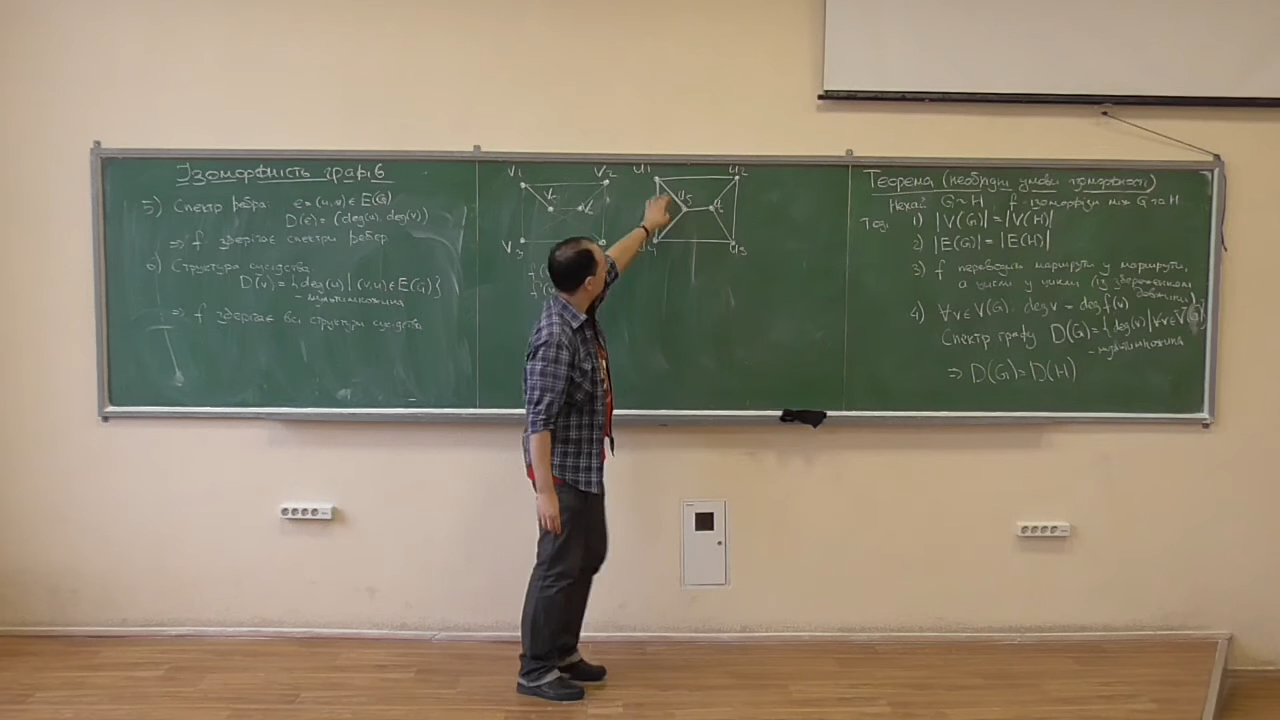 Ізоморфність графів
5) Спектр ребра: e=(u,v)∈E(G)
D(e)=(deg(u), deg(v))
⇒ f зберігає спектри ребер
6) Структура сусідства:
D(v)={deg(u)|(v,u)∈E(G)}
- мультимножина
⇒ f зберігає всі структури сусідства
V1 V2
V3
U1 U2
U5
U4 U3
f(
f(
Теорема (необхідні умови ізоморфності)
Нехай G≃H, f - ізоморфізм між G та H
Тоді 1) |V(G)|=|V(H)|
2) |E(G)|=|E(H)|
3) f переводить маршрути у маршрути,
а цикли у цикли (із збереженням
довжини)
4) ∀v∈V(G): deg v = deg f(v)
Спектр графу D(G)={deg(v)|∀v∈V(G)}
- мультимножина
⇒ D(G)=D(H)